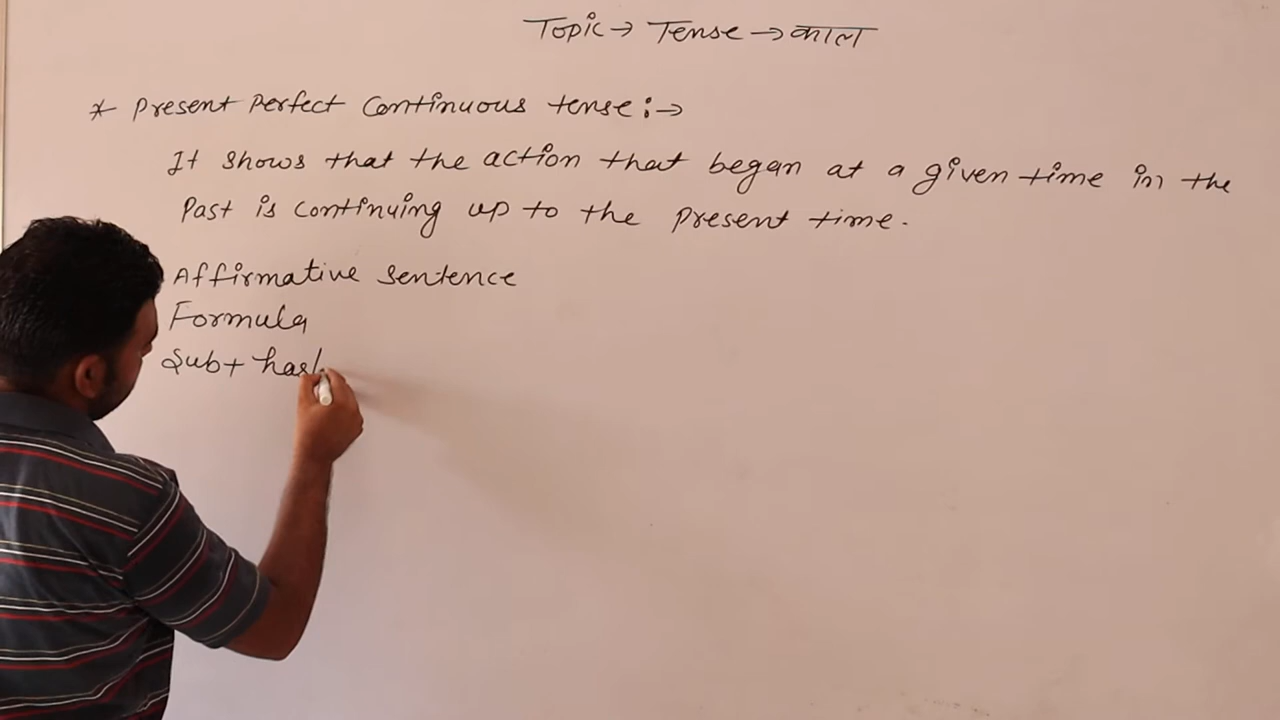 Topic → Tense → काल
* Present Perfect Continuous tense :→
It shows that the action that began at a given time in the
Past is continuing up to the present time.
Affirmative Sentence
Formula
Sub + has/